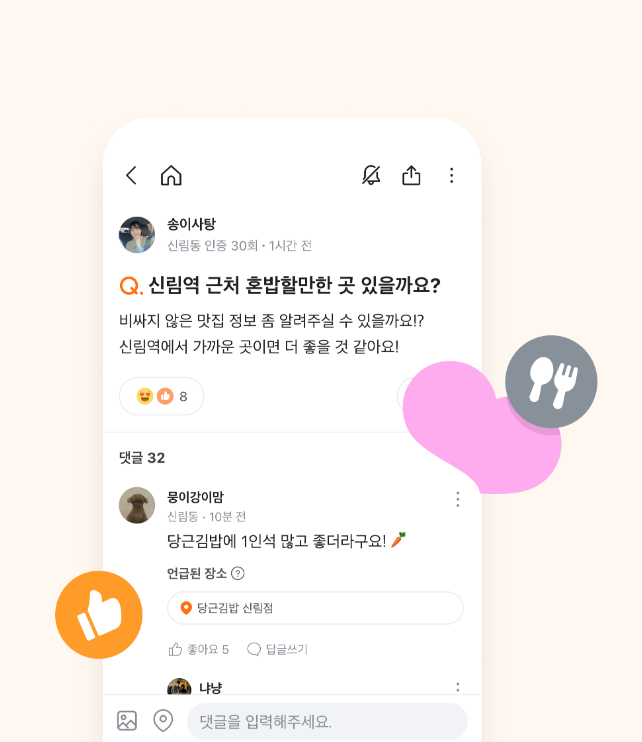 송이사탕
신림동 인증 30회 · 1시간 전
Q. 신림역 근처 혼밥할만한 곳 있을까요?
비싸지 않은 맛집 정보 좀 알려주실 수 있을까요!?
신림역에서 가까운 곳이면 더 좋을 것 같아요!
8
댓글 32
뭉이강이맘
신림동 · 10분 전
당근김밥에 1인석 많고 좋더라구요! 🥕
언급된 장소 ?
당근김밥 신림점
좋아요 5 답글쓰기
냐냥
댓글을 입력해주세요.